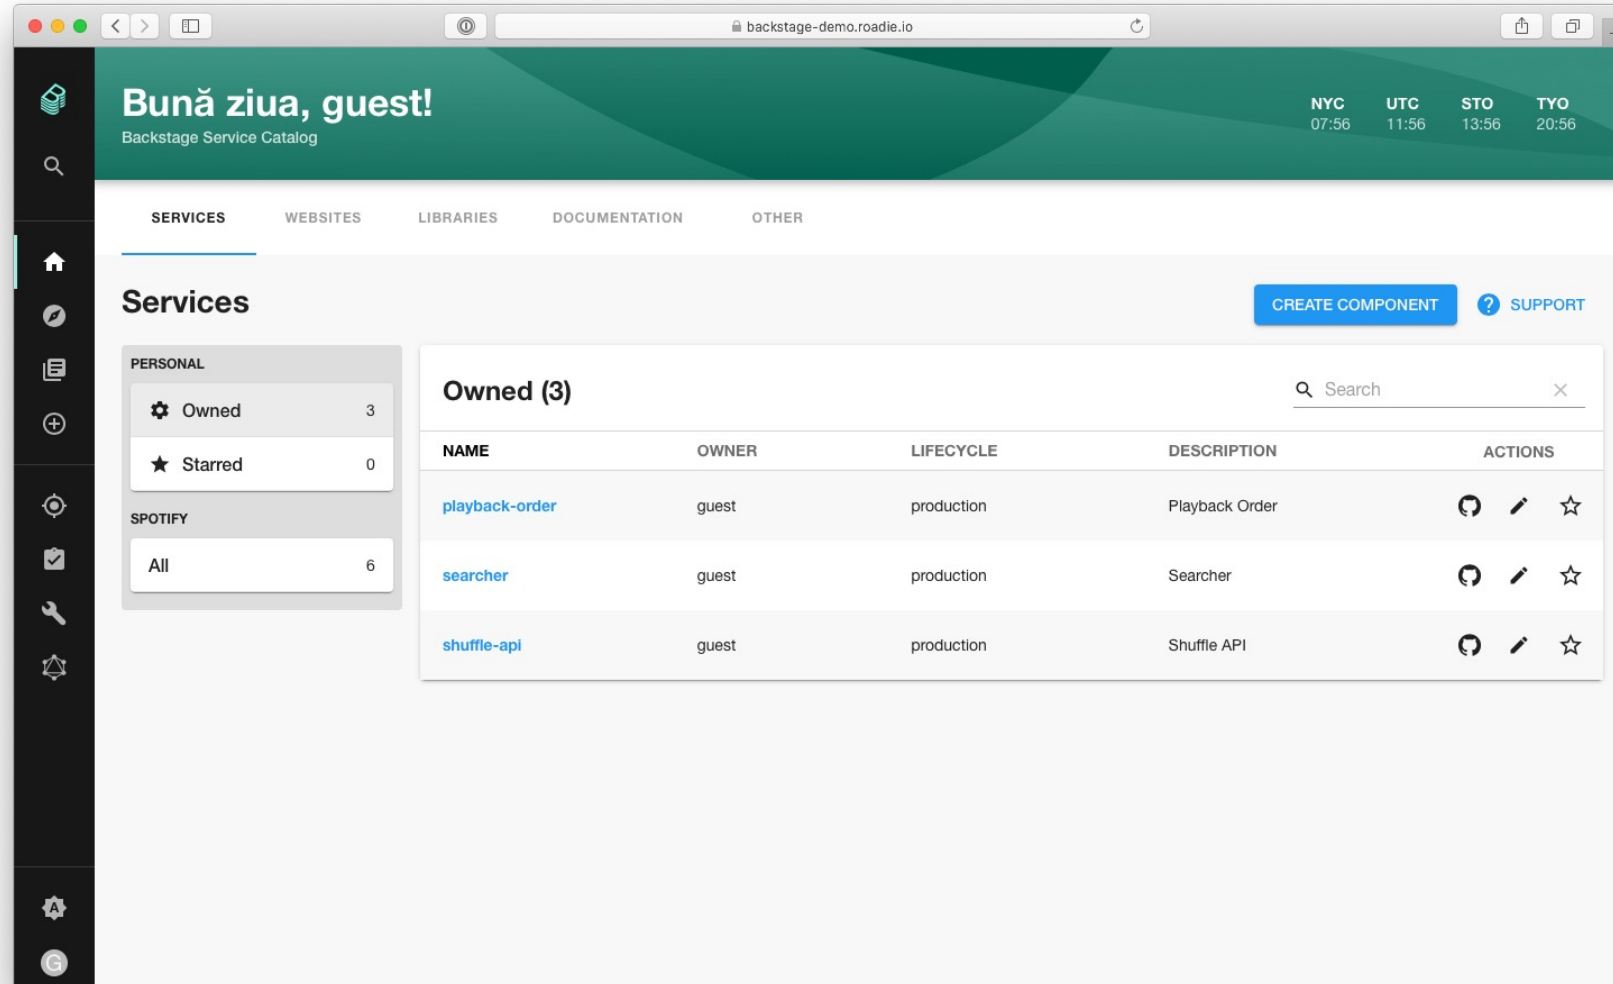 backstage-demo.roadie.io
Bună ziua, guest!
Backstage Service Catalog
NYC UTC STO TYO
07:56 11:56 13:56 20:56
SERVICES WEBSITES LIBRARIES DOCUMENTATION OTHER
Services
CREATE COMPONENT
? SUPPORT
PERSONAL
Owned 3
Starred 0
SPOTIFY
All 6
Owned (3)
Search
NAME OWNER LIFECYCLE DESCRIPTION ACTIONS
playback-order guest production Playback Order
searcher guest production Searcher
shuffle-api guest production Shuffle API
A
G